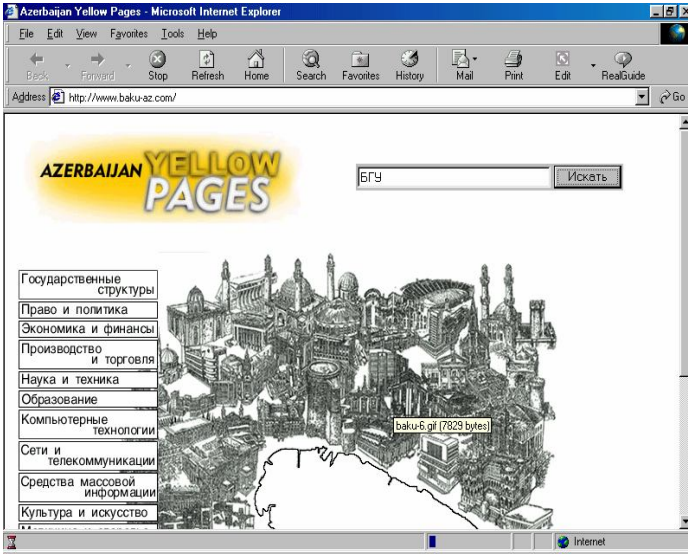 Azerbaijan Yellow Pages - Microsoft Internet Explorer
File Edit View Favorites Tools Help
Back Forward Stop Refresh Home Search Favorites History Mail Print Edit RealGuide
Address http://www.baku-az.com/ Go
AZERBAIJAN YELLOW
PAGES
БГУ Искать
Государственные
структуры
Право и политика
Экономика и финансы
Производство
и торговля
Наука и техника
Образование
Компьютерные
технологии
baku-6.gif (7829 bytes)
Сети и
телекоммуникации
Средства массовой
информации
Культура и искусство
Internet